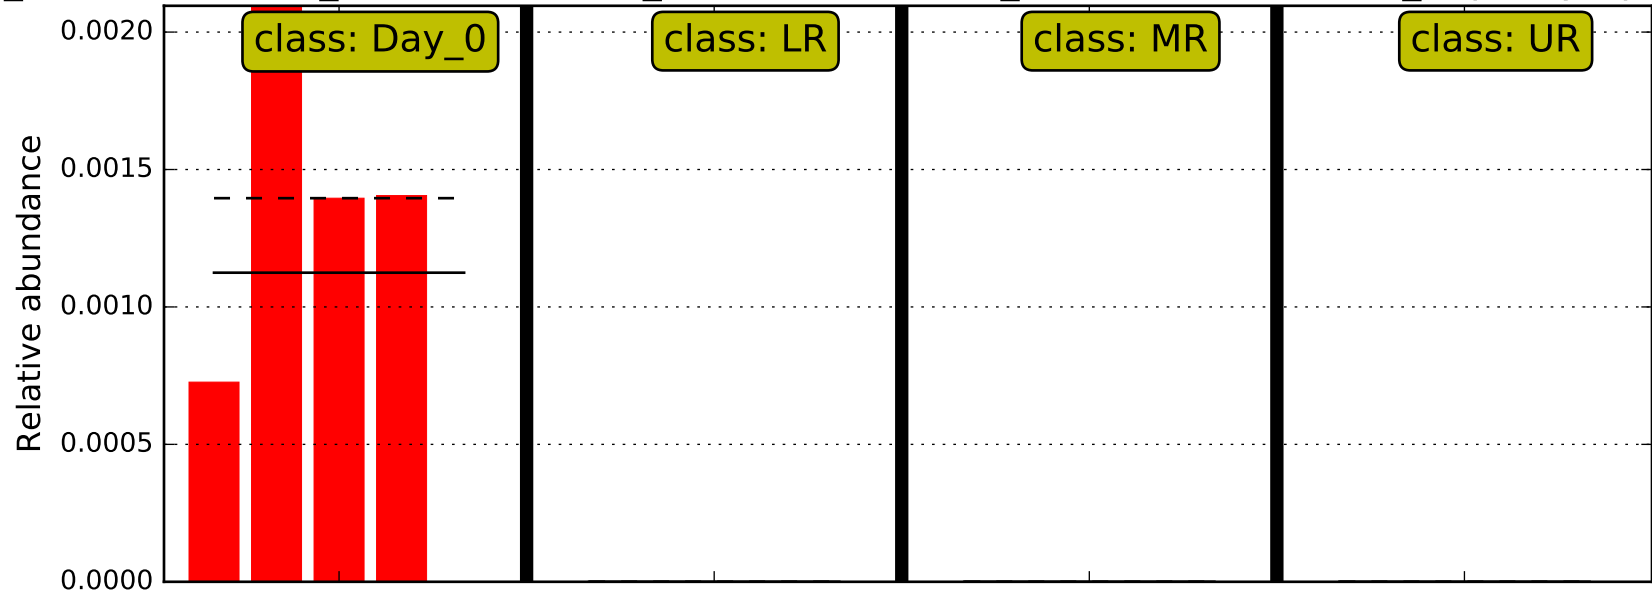 class: Day_0
class: LR
class: MR
class: UR
Relative abundance
0.0020
0.0015
0.0010
0.0005
0.0000